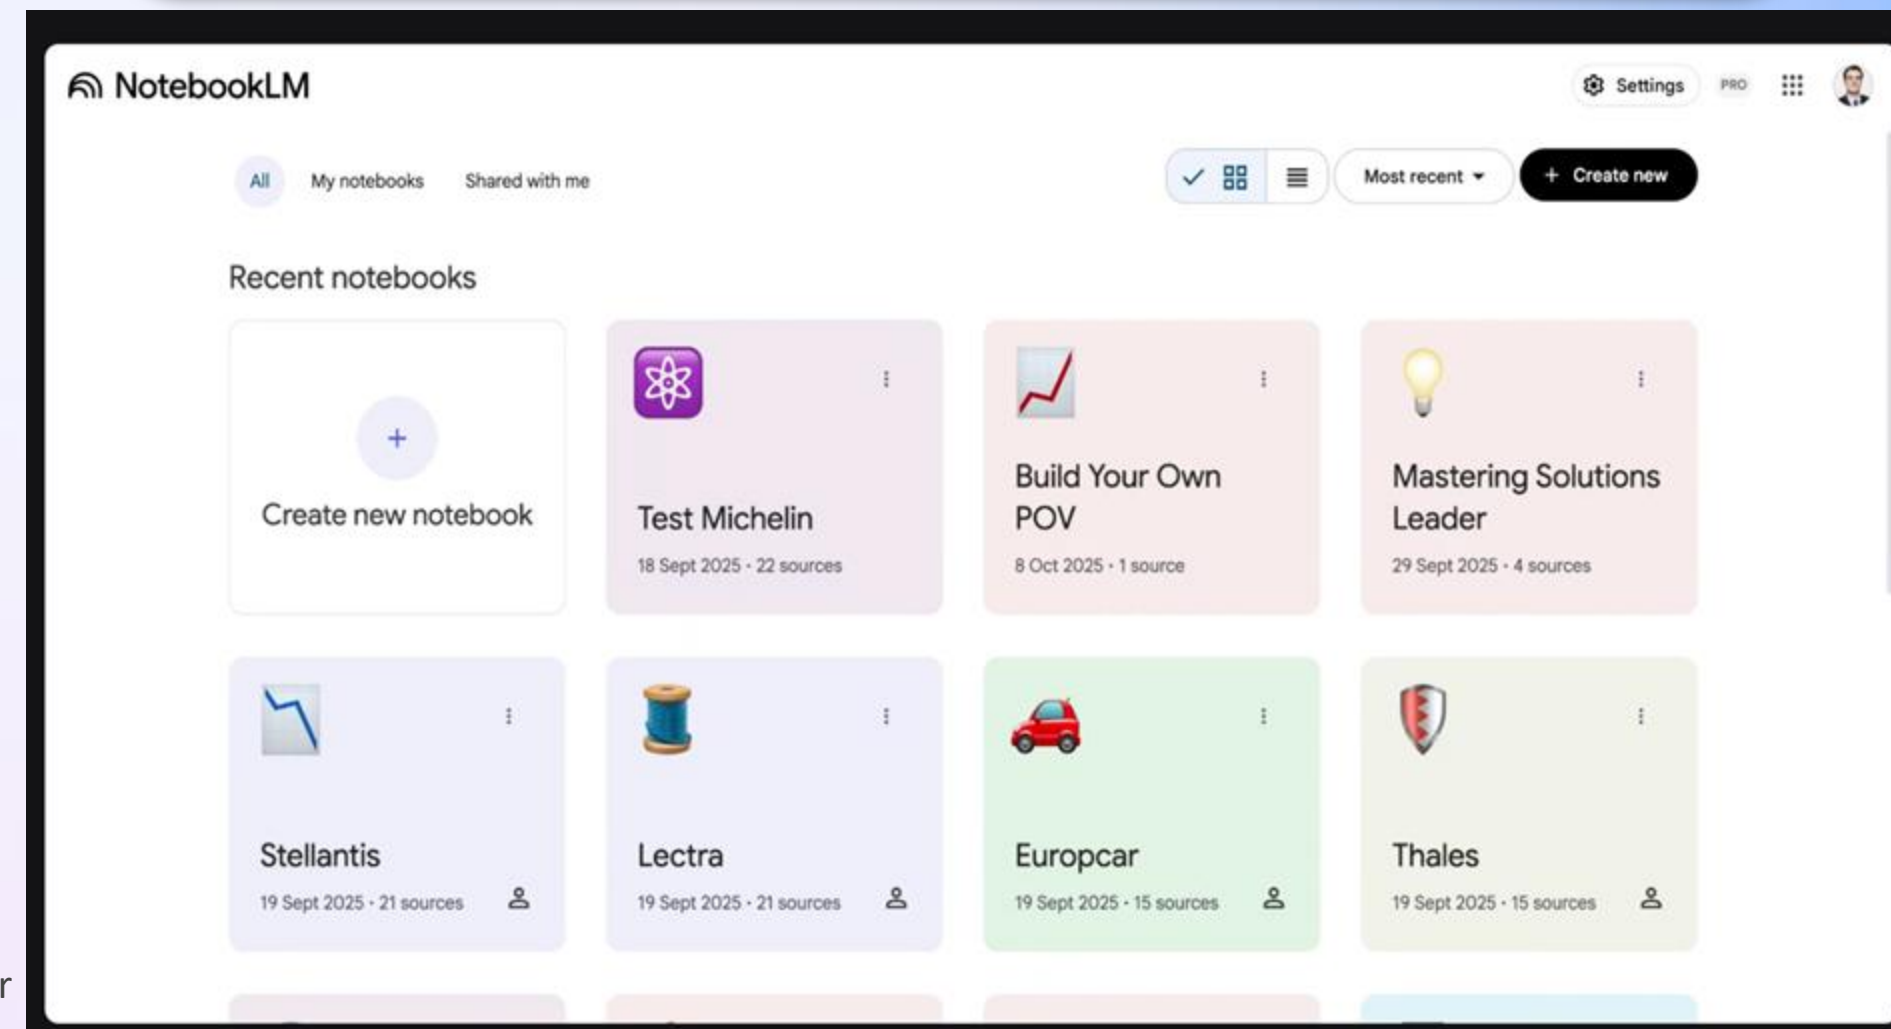 NotebookLM
Settings
PRO
All
My notebooks
Shared with me
Most recent
+ Create new
Recent notebooks
+
Create new notebook
Test Michelin
18 Sept 2025 · 22 sources
Build Your Own
POV
8 Oct 2025 · 1 source
Mastering Solutions
Leader
29 Sept 2025 · 4 sources
Stellantis
19 Sept 2025 · 21 sources
Lectra
19 Sept 2025 · 21 sources
Europcar
19 Sept 2025 · 15 sources
Thales
19 Sept 2025 · 15 sources
r